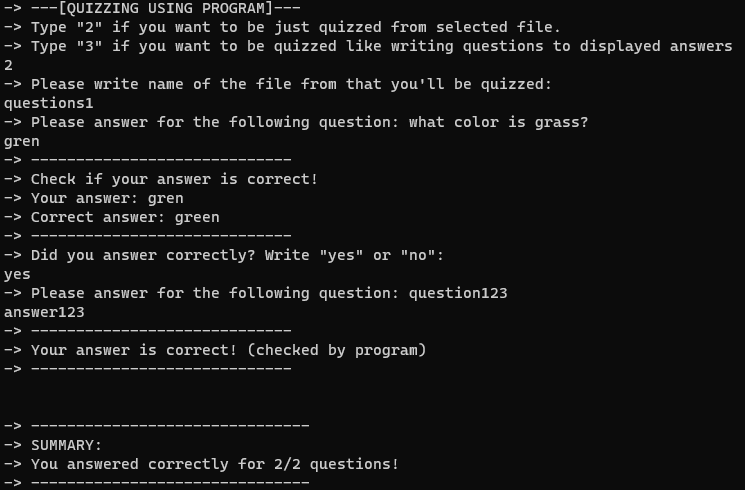 -> ---[QUIZZING USING PROGRAM]---
-> Type "2" if you want to be just quizzed from selected file.
-> Type "3" if you want to be quizzed like writing questions to displayed answers
2
-> Please write name of the file from that you'll be quizzed:
questions1
-> Please answer for the following question: what color is grass?
gren
-> -----------------------------
-> Check if your answer is correct!
-> Your answer: gren
-> Correct answer: green
-> -----------------------------
-> Did you answer correctly? Write "yes" or "no":
yes
-> Please answer for the following question: question123
answer123
-> -----------------------------
-> Your answer is correct! (checked by program)
-> -----------------------------
-> -------------------------------
-> SUMMARY:
-> You answered correctly for 2/2 questions!
-> -------------------------------